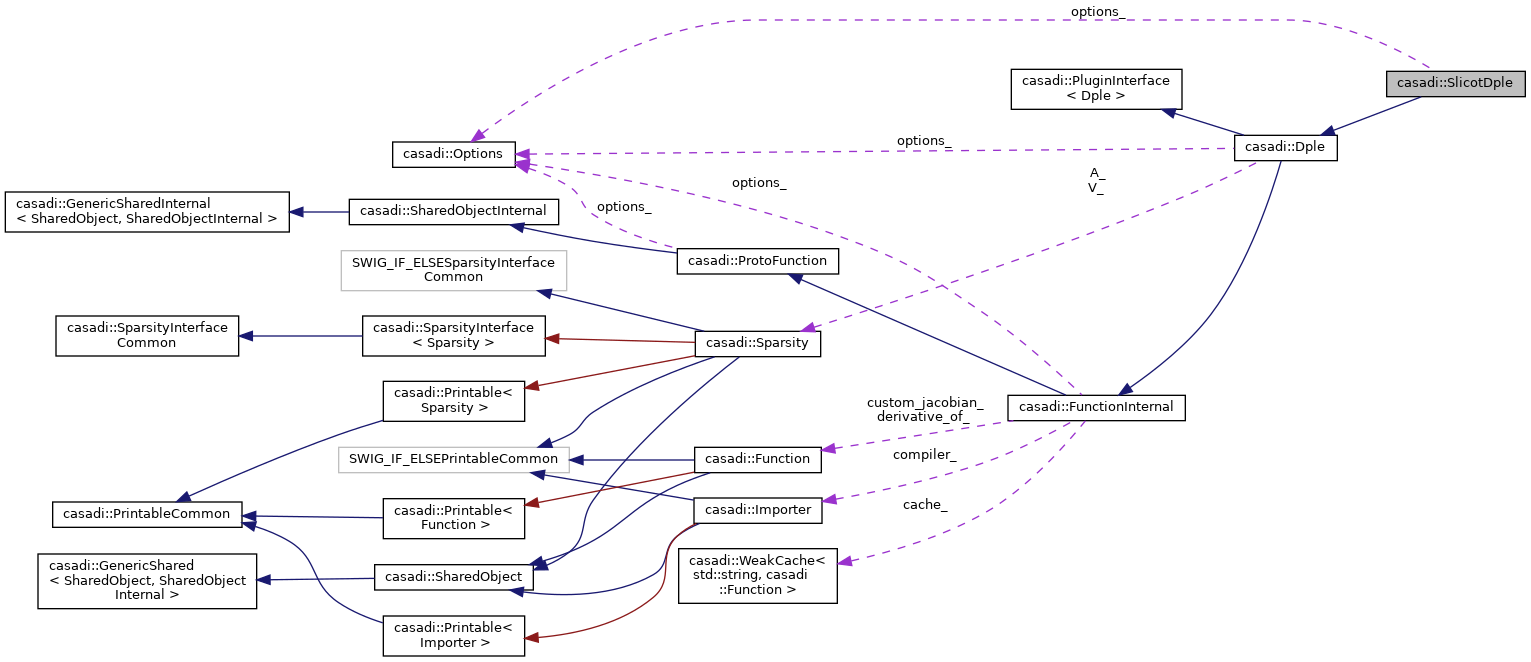 options_
casadi::PluginInterface
< Dple >
casadi::SlicotDple
options_
casadi::Dple
casadi::Options
A_
V_
options_
casadi::GenericSharedInternal
< SharedObject, SharedObjectInternal >
casadi::SharedObjectInternal
options_
SWIG_IF_ELSESparsityInterface
Common
casadi::ProtoFunction
casadi::SparsityInterface
Common
casadi::SparsityInterface
< Sparsity >
casadi::Sparsity
casadi::Printable<
Sparsity >
custom_jacobian_
derivative_of_
casadi::FunctionInternal
SWIG_IF_ELSEPrintableCommon
casadi::Function
compiler_
casadi::PrintableCommon
casadi::Printable<
Function >
casadi::Importer
cache_
casadi::GenericShared
< SharedObject, SharedObject
Internal >
casadi::SharedObject
casadi::WeakCache<
std::string, casadi
::Function >
casadi::Printable<
Importer >